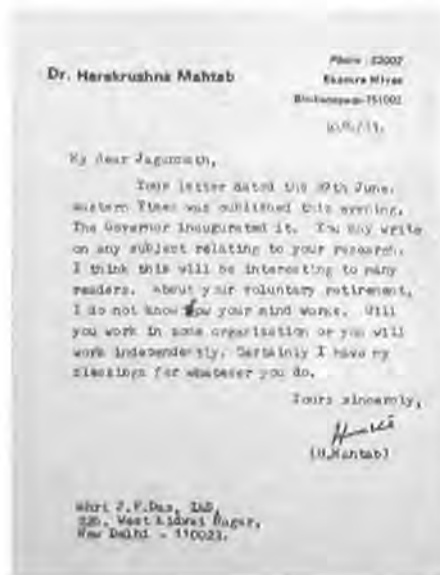 Phone : 53002
Dr. Harekrushna Mahtab
Ekamra Nivas
Bhubaneswar-751002
My dear Jagannath,
Your letter dated the 27th June.
Eastern Times was published this evening.
The Governor inaugurated it. You may write
on any subject relating to your research.
I think this will be interesting to many
readers. About your voluntary retirement,
I do not know how your mind works. Will
you work in some organisation or you will
work independently. Certainly I have my
blessings for whatever you do.
Yours sincerely,
(H.Mahtab)
Shri J.P.Das, IAS,
West Kidwai Nagar,
New Delhi - 110023.